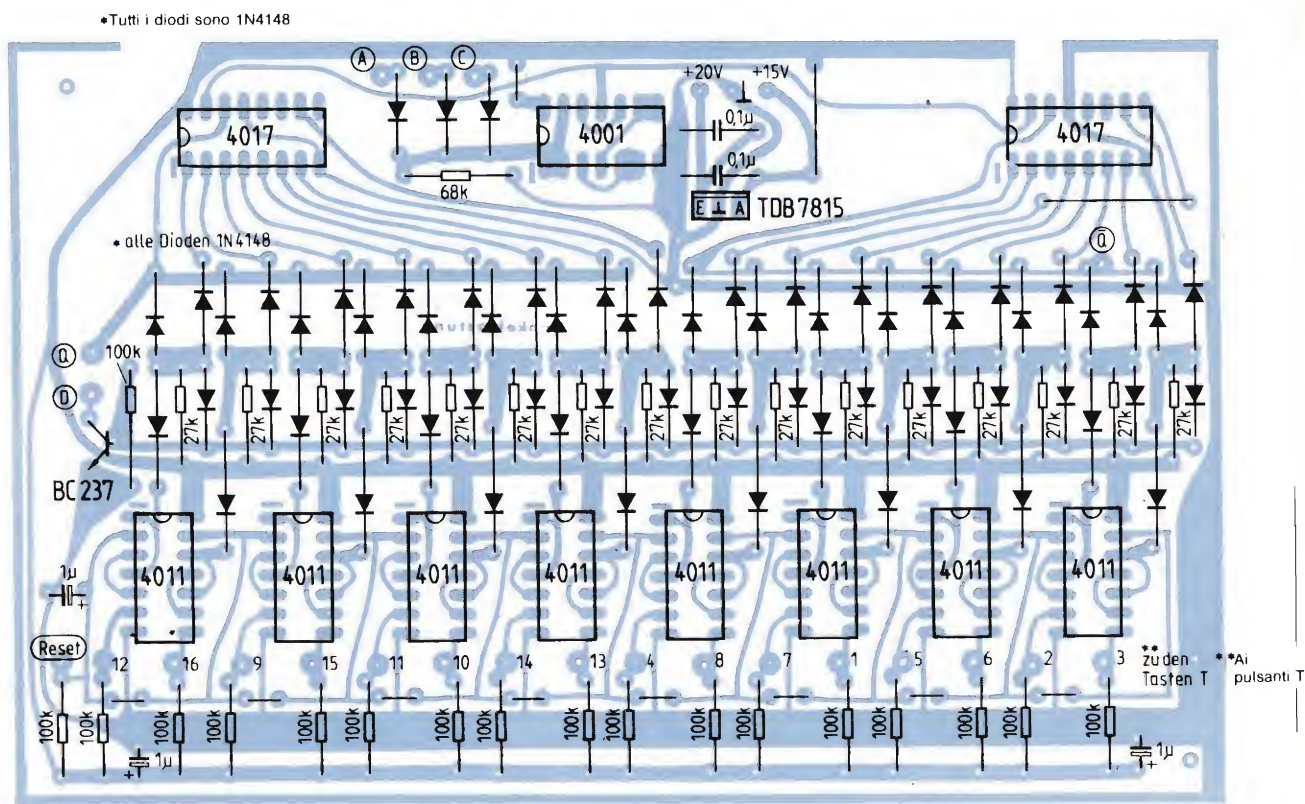 *Tutti i diodi sono 1N4148
A B C
+20V +15V
4017 4001 0,1µ 4017
0,1µ
68k
E ⊥ A TDB7815
* alle Dioden 1N4148
Q̄
Q 100k
D
27k 27k 27k 27k 27k 27k 27k 27k 27k 27k 27k 27k 27k 27k 27k 27k
BC 237
1µ
+
4011 4011 4011 4011 4011 4011 4011 4011
Reset
12 16 9 15 11 10 14 13 4 8 7 1 5 6 2 3
** zu den Tasten T
**Ai pulsanti T
100k 100k 100k 100k 100k 100k 100k 100k 100k 100k 100k 100k 100k 100k 100k 100k 100k
+ 1µ
1µ +